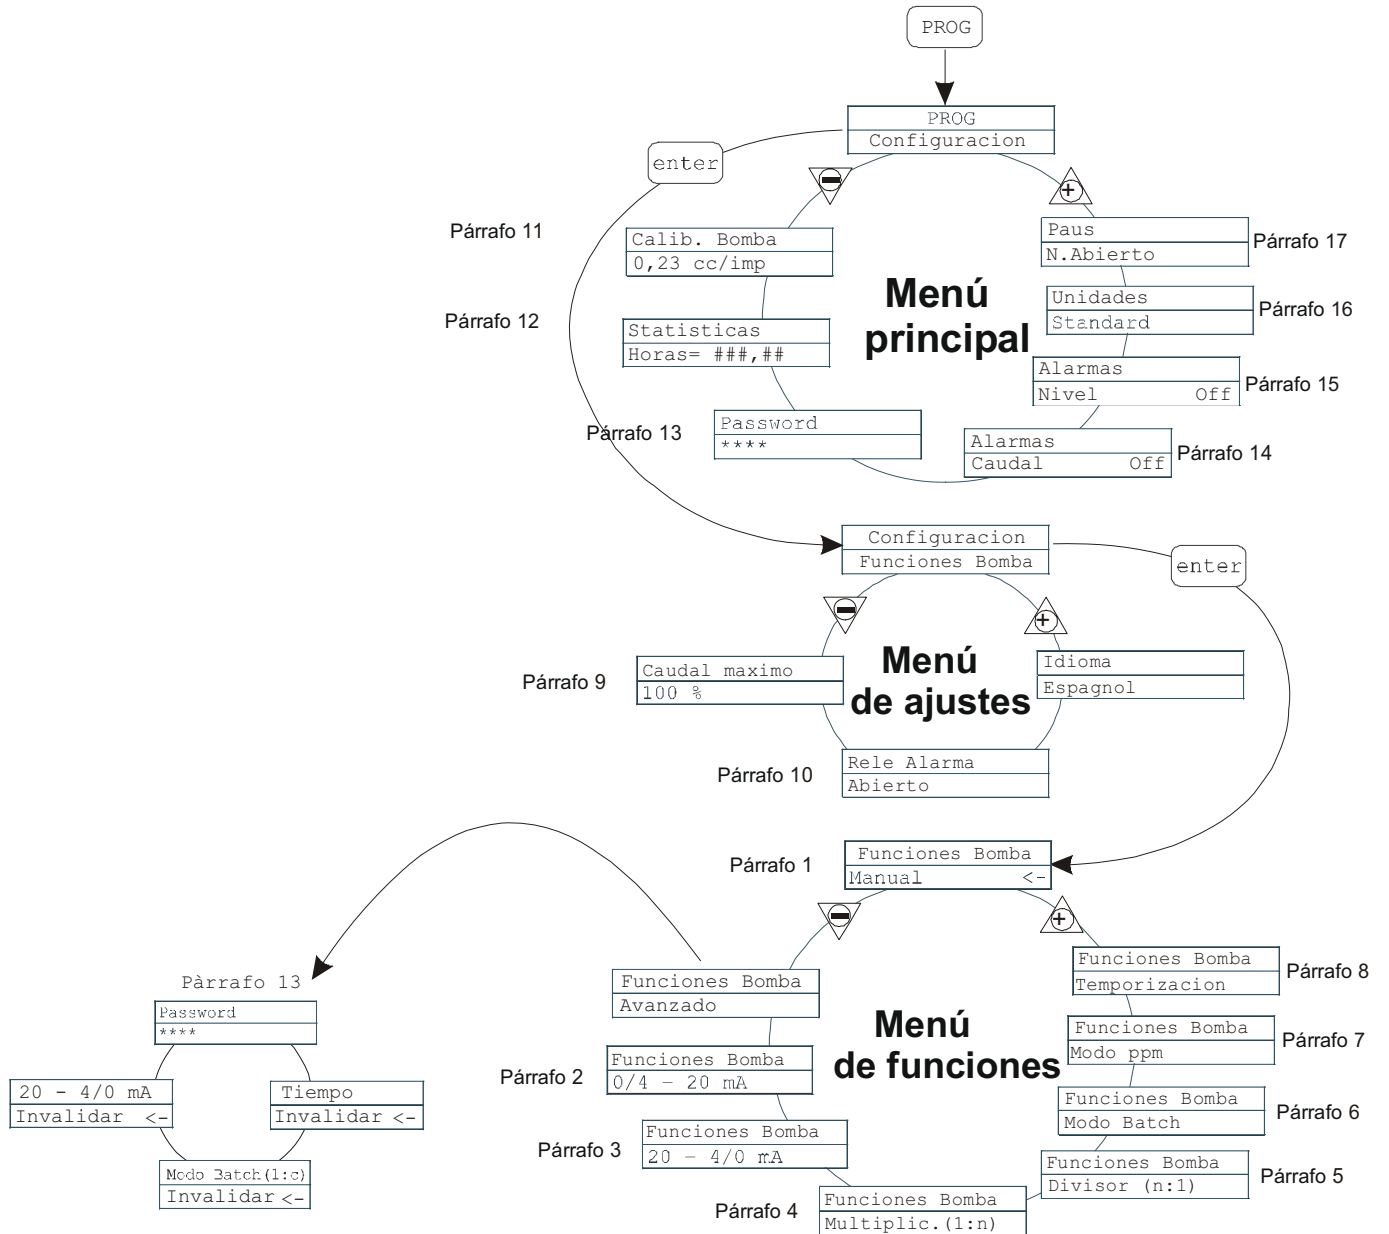 PROG
PROG
Configuracion
enter
Párrafo 11
Calib. Bomba
0,23 cc/imp
Paus
N.Abierto
Párrafo 17
Menú
principal
Unidades
Standard
Párrafo 16
Párrafo 12
Statisticas
Horas= ###,##
Alarmas
Nivel Off
Párrafo 15
Párrafo 13
Password
****
Alarmas
Caudal Off
Párrafo 14
Configuracion
Funciones Bomba
enter
Párrafo 9
Caudal maximo
100 %
Menú
de ajustes
Idioma
Espagnol
Párrafo 10
Rele Alarma
Abierto
Párrafo 1
Funciones Bomba
Manual <-
Pàrrafo 13
Password
****
20 - 4/0 mA
Invalidar <-
Tiempo
Invalidar <-
Modo Batch(1:c)
Invalidar <-
Funciones Bomba
Avanzado
Funciones Bomba
Temporizacion
Párrafo 8
Menú
de funciones
Funciones Bomba
Modo ppm
Párrafo 7
Párrafo 2
Funciones Bomba
0/4 – 20 mA
Funciones Bomba
Modo Batch
Párrafo 6
Párrafo 3
Funciones Bomba
20 – 4/0 mA
Funciones Bomba
Divisor (n:1)
Párrafo 5
Párrafo 4
Funciones Bomba
Multiplic.(1:n)